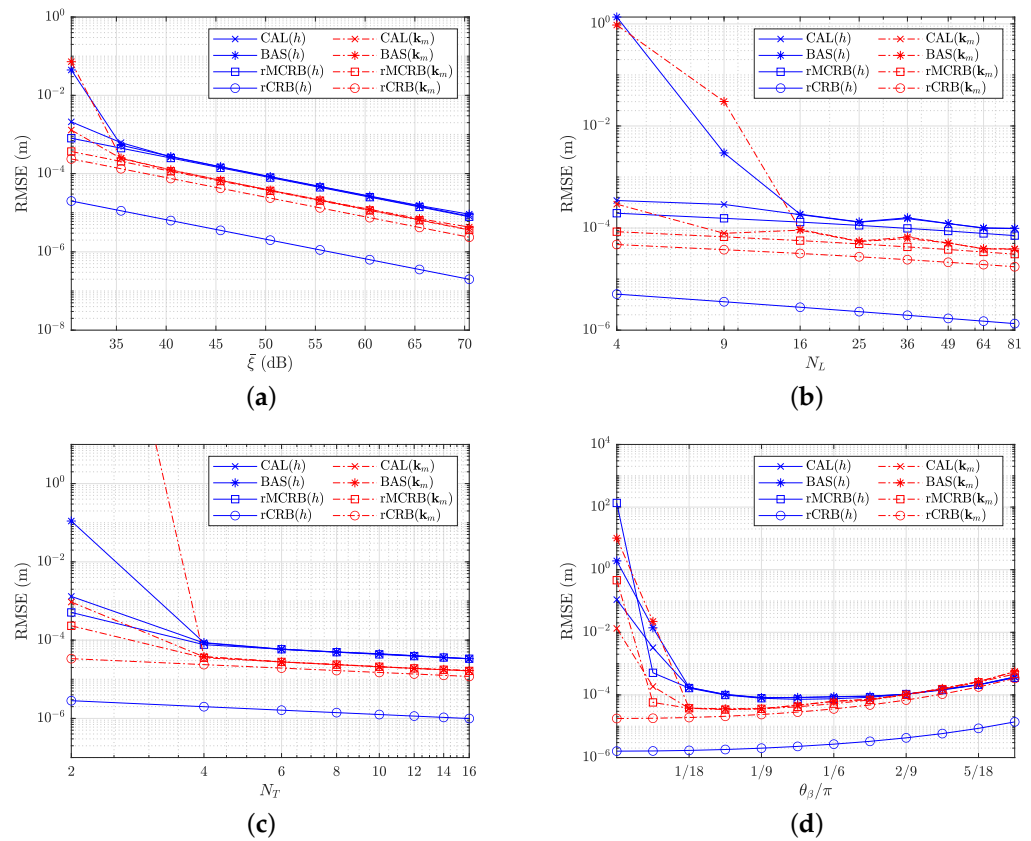 10^0
10^-2
10^-4
10^-6
10^-8
RMSE (m)
35 40 45 50 55 60 65 70
ξ̄ (dB)
CAL(h) CAL(k_m)
BAS(h) BAS(k_m)
rMCRB(h) rMCRB(k_m)
rCRB(h) rCRB(k_m)
(a)
10^0
10^-2
10^-4
10^-6
RMSE (m)
4 9 16 25 36 49 64 81
N_L
CAL(h) CAL(k_m)
BAS(h) BAS(k_m)
rMCRB(h) rMCRB(k_m)
rCRB(h) rCRB(k_m)
(b)
10^0
10^-2
10^-4
10^-6
RMSE (m)
2 4 6 8 10 12 14 16
N_T
CAL(h) CAL(k_m)
BAS(h) BAS(k_m)
rMCRB(h) rMCRB(k_m)
rCRB(h) rCRB(k_m)
(c)
10^4
10^2
10^0
10^-2
10^-4
10^-6
RMSE (m)
1/18 1/9 1/6 2/9 5/18
θ_β/π
CAL(h) CAL(k_m)
BAS(h) BAS(k_m)
rMCRB(h) rMCRB(k_m)
rCRB(h) rCRB(k_m)
(d)